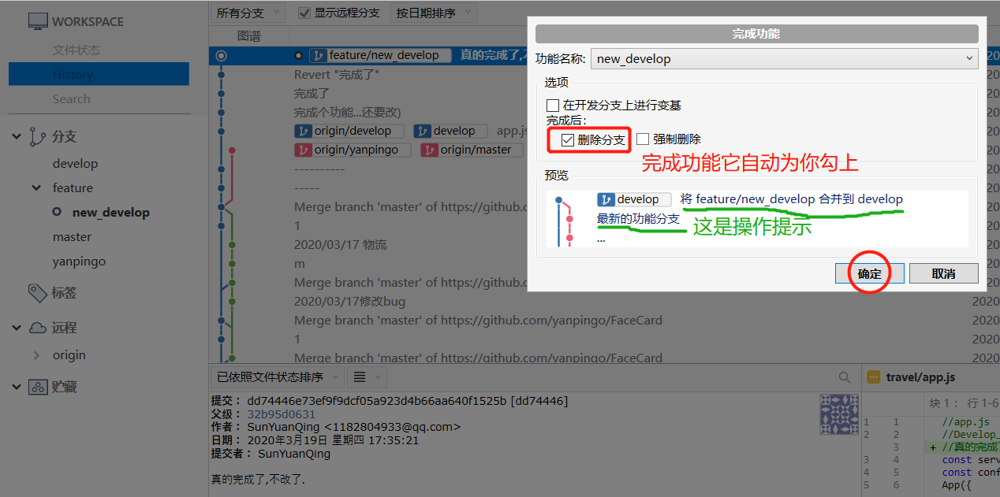 WORKSPACE
文件状态
History
Search
分支
develop
feature
new_develop
master
yanpingo
标签
远程
origin
贮藏
所有分支
显示远程分支
按日期排序
图谱
feature/new_develop 真的完成了,
Revert "完成了"
完成了
完成个功能...还要改)
origin/develop develop app.js
origin/yanpingo origin/master
----------
-----
Merge branch 'master' of https://github.co
1
2020/03/17 物流
m
Merge branch 'master' of https://github.co
2020/03/17修改bug
2020
Merge branch 'master' of https://github.com/yanpingo/FaceCard
2020
1
2020
Merge branch 'master' of https://github.com/yanpingo/FaceCard
2020
完成功能
功能名称: new_develop
选项
在开发分支上进行变基
完成后:
删除分支 强制删除
完成功能它自动为你勾上
预览
develop 将 feature/new_develop 合并到 develop
最新的功能分支
这是操作提示
...
确定 取消
已依照文件状态排序
提交: dd74446e73ef9f9dcf05a923d4b66aa640f1525b [dd74446]
父级: 32b95d0631
作者: SunYuanQing <1182804933@qq.com>
日期: 2020年3月19日 星期四 17:35:21
提交者: SunYuanQing
真的完成了,不改了.
travel/app.js
块 1: 行 1-6
1 1 //app.js
2 2 //Develop_
3 + //真的完成
3 4 const serv
4 5 const conf
5 6 App({